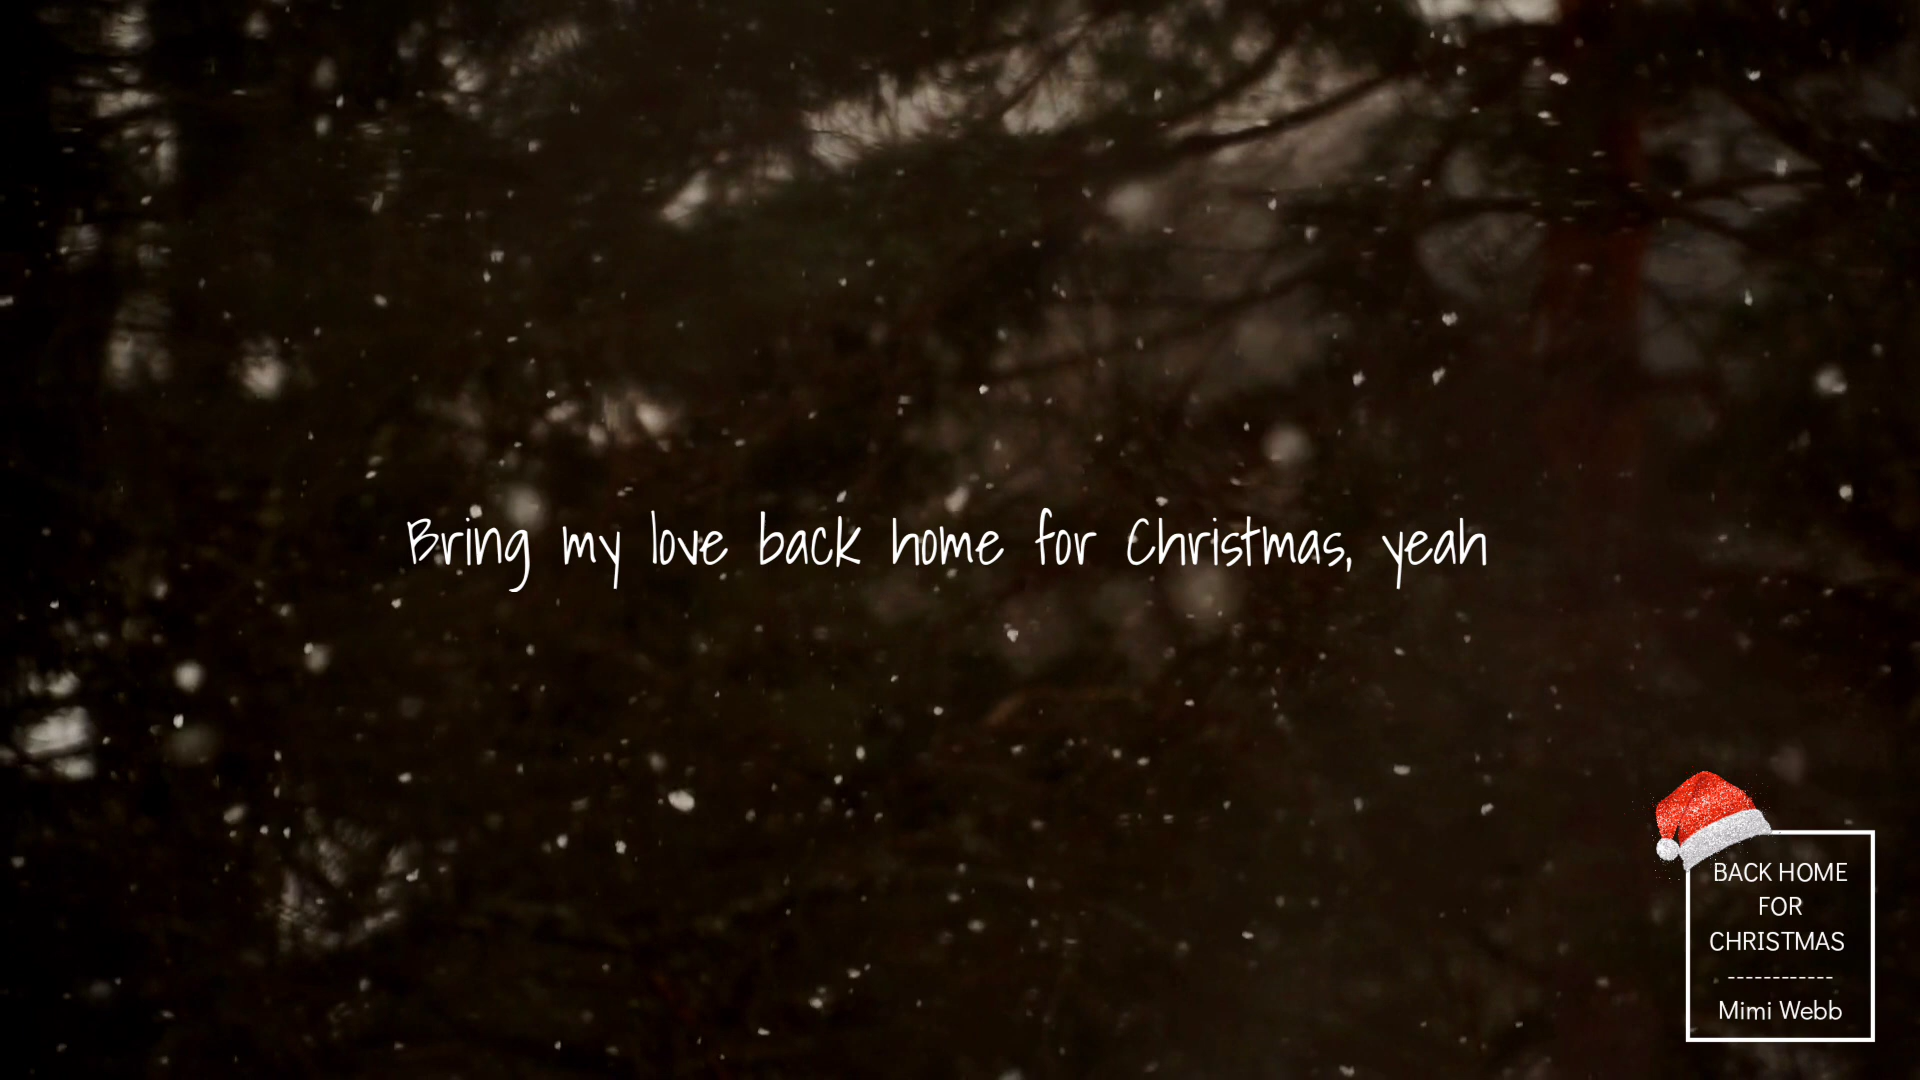 Bring my love back home for Christmas, yeah
BACK HOME
FOR
CHRISTMAS
------------
Mimi Webb